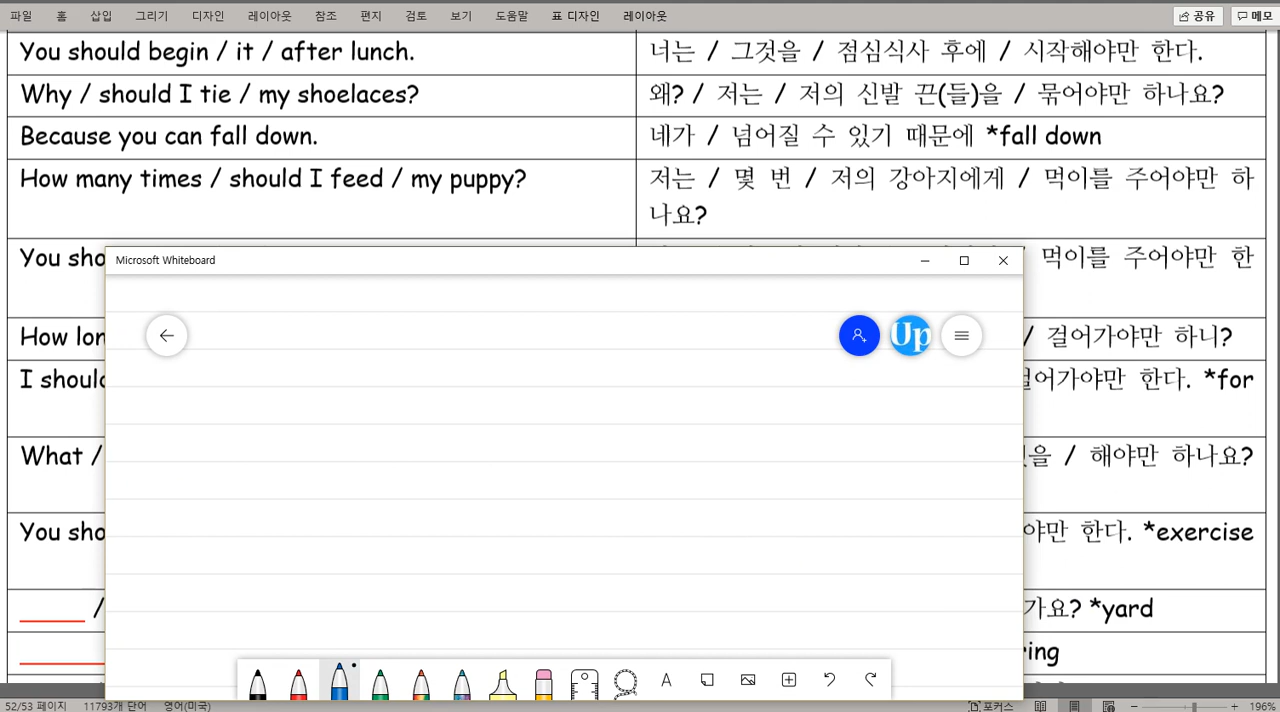 파일 홈 삽입 그리기 디자인 레이아웃 참조 편지 검토 보기 도움말 표 디자인 레이아웃 공유 메모
You should begin / it / after lunch. 너는 / 그것을 / 점심식사 후에 / 시작해야만 한다.
Why / should I tie / my shoelaces? 왜? / 저는 / 저의 신발 끈(들)을 / 묶어야만 하나요?
Because you can fall down. 네가 / 넘어질 수 있기 때문에 *fall down
How many times / should I feed / my puppy? 저는 / 몇 번 / 저의 강아지에게 / 먹이를 주어야만 하
나요?
You sho 먹이를 주어야만 한
Microsoft Whiteboard
Up
How lon / 걸어가야만 하니?
I should 걸어가야만 한다. *for
What / 을 / 해야만 하나요?
You sho 야만 한다. *exercise
_____ / 가요? *yard
ring
A
52/53 페이지 11793개 단어 영어(미국) 포커스 196%